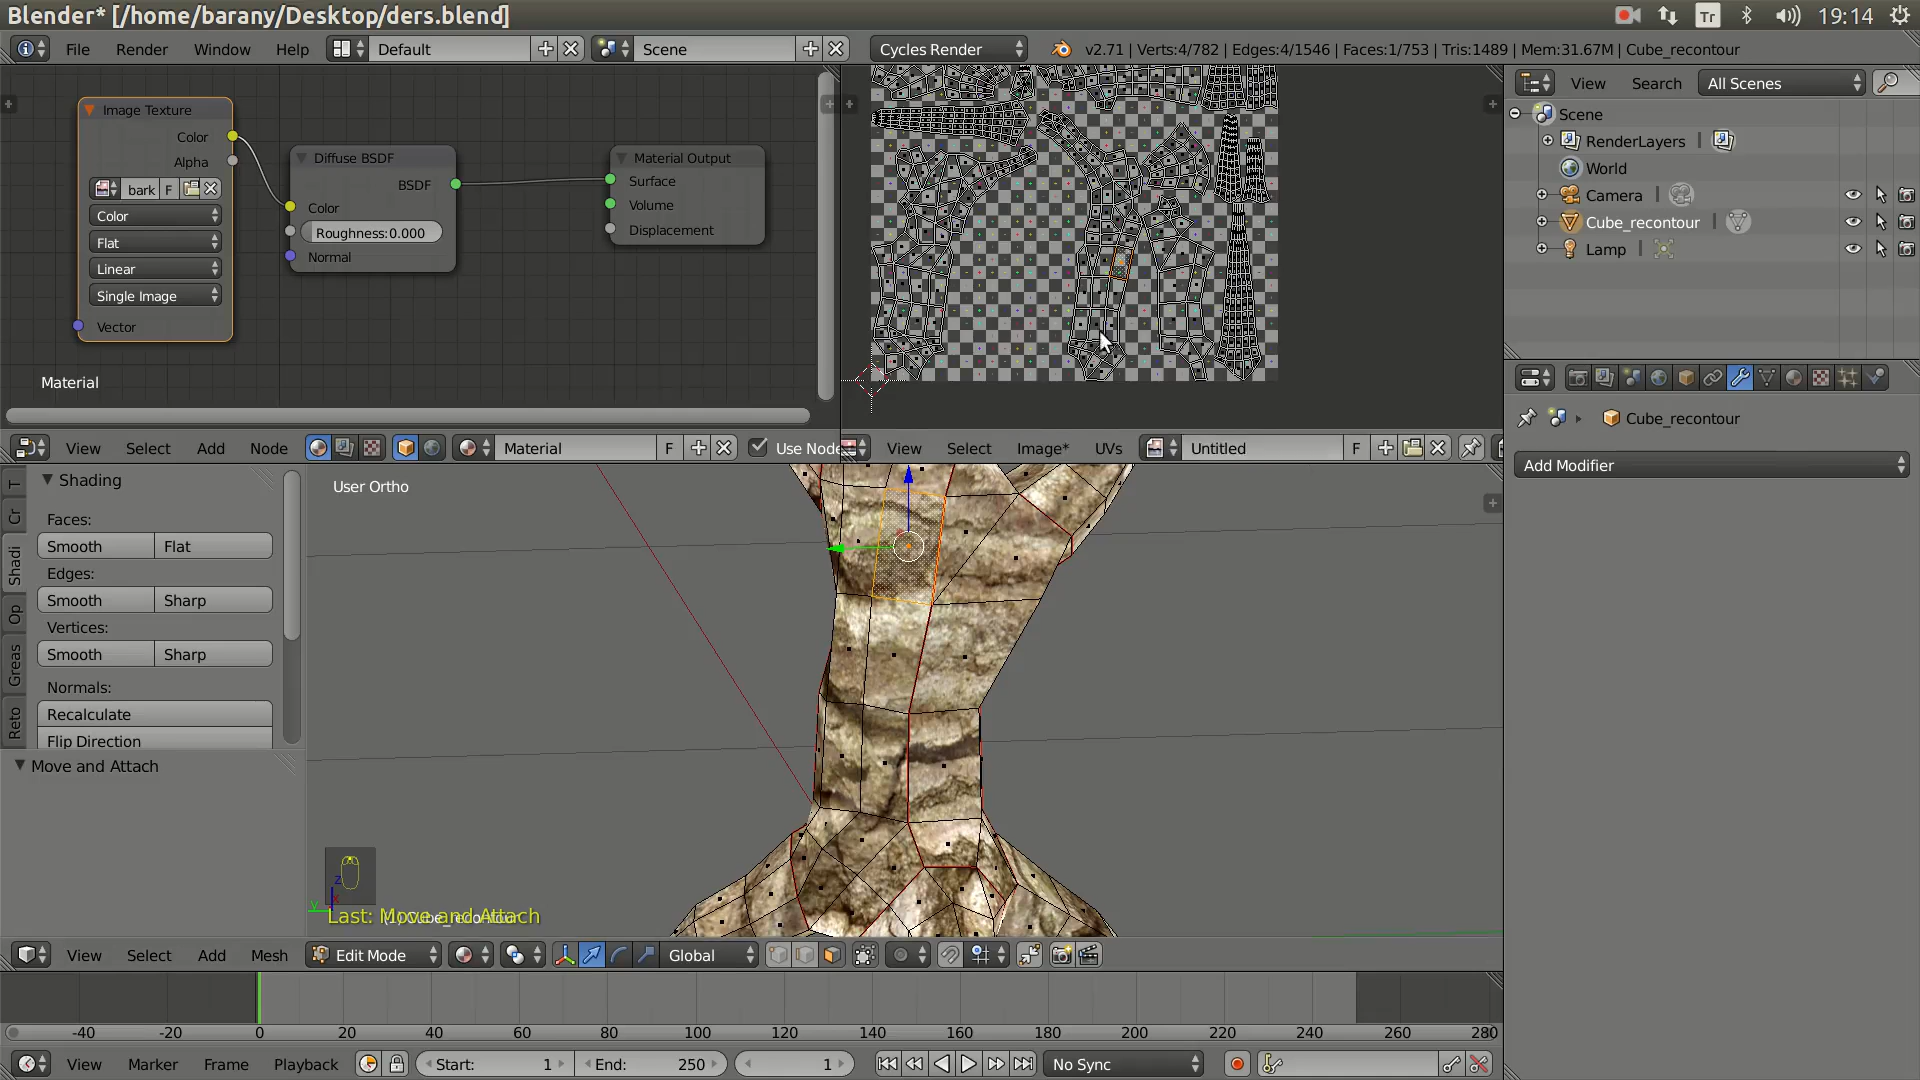 Blender* [/home/barany/Desktop/ders.blend]
Tr
19:14
File
Render
Window
Help
Default
Scene
Cycles Render
v2.71 | Verts:4/782 | Edges:4/1546 | Faces:1/753 | Tris:1489 | Mem:31.67M | Cube_recontour
View
Search
All Scenes
Image Texture
Color
Alpha
bark
F
Color
Flat
Linear
Single Image
Vector
Diffuse BSDF
BSDF
Color
Roughness:0.000
Normal
Material Output
Surface
Volume
Displacement
Material
Scene
RenderLayers
World
Camera
Cube_recontour
Lamp
Cube_recontour
Add Modifier
View
Select
Add
Node
Material
F
Use Node
View
Select
Image*
UVs
Untitled
F
T
Cr
Shadi
Op
Greas
Reto
Shading
Faces:
Smooth
Flat
Edges:
Smooth
Sharp
Vertices:
Smooth
Sharp
Normals:
Recalculate
Flip Direction
Move and Attach
User Ortho
z
y
Last: Move and Attach
View
Select
Add
Mesh
Edit Mode
Global
-40
-20
0
20
40
60
80
100
120
140
160
180
200
220
240
260
280
View
Marker
Frame
Playback
Start:
1
End:
250
1
No Sync